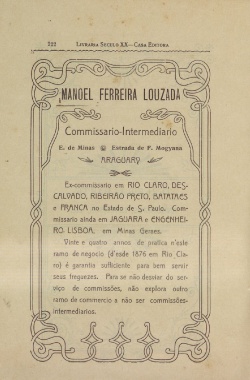 322 LIVRARIA SECULO XX—CASA EDITORA
MANOEL FERREIRA LOUZADA
Commissario-Intermediario
E. de Minas Estrada de F. Mogyana
ARAGUARY
Ex-commissario em RIO CLARO, DES-
CALVADO, RIBEIRÃO PRETO, BATATAES
e FRANCA no Estado de S. Paulo. Com-
missario ainda em JAGUARA e ENGENHEI-
RO LISBOA, em Minas Geraes.
Vinte e quatro annos de pratica n'este
ramo de negocio (d'esde 1876 em Rio Cla-
ro) é garantia sufficiente para bem servir
seus freguezes. Para se não desviar do ser-
viço de commissões, não explora outro
ramo de commercio a não ser commissões-
intermediarios.